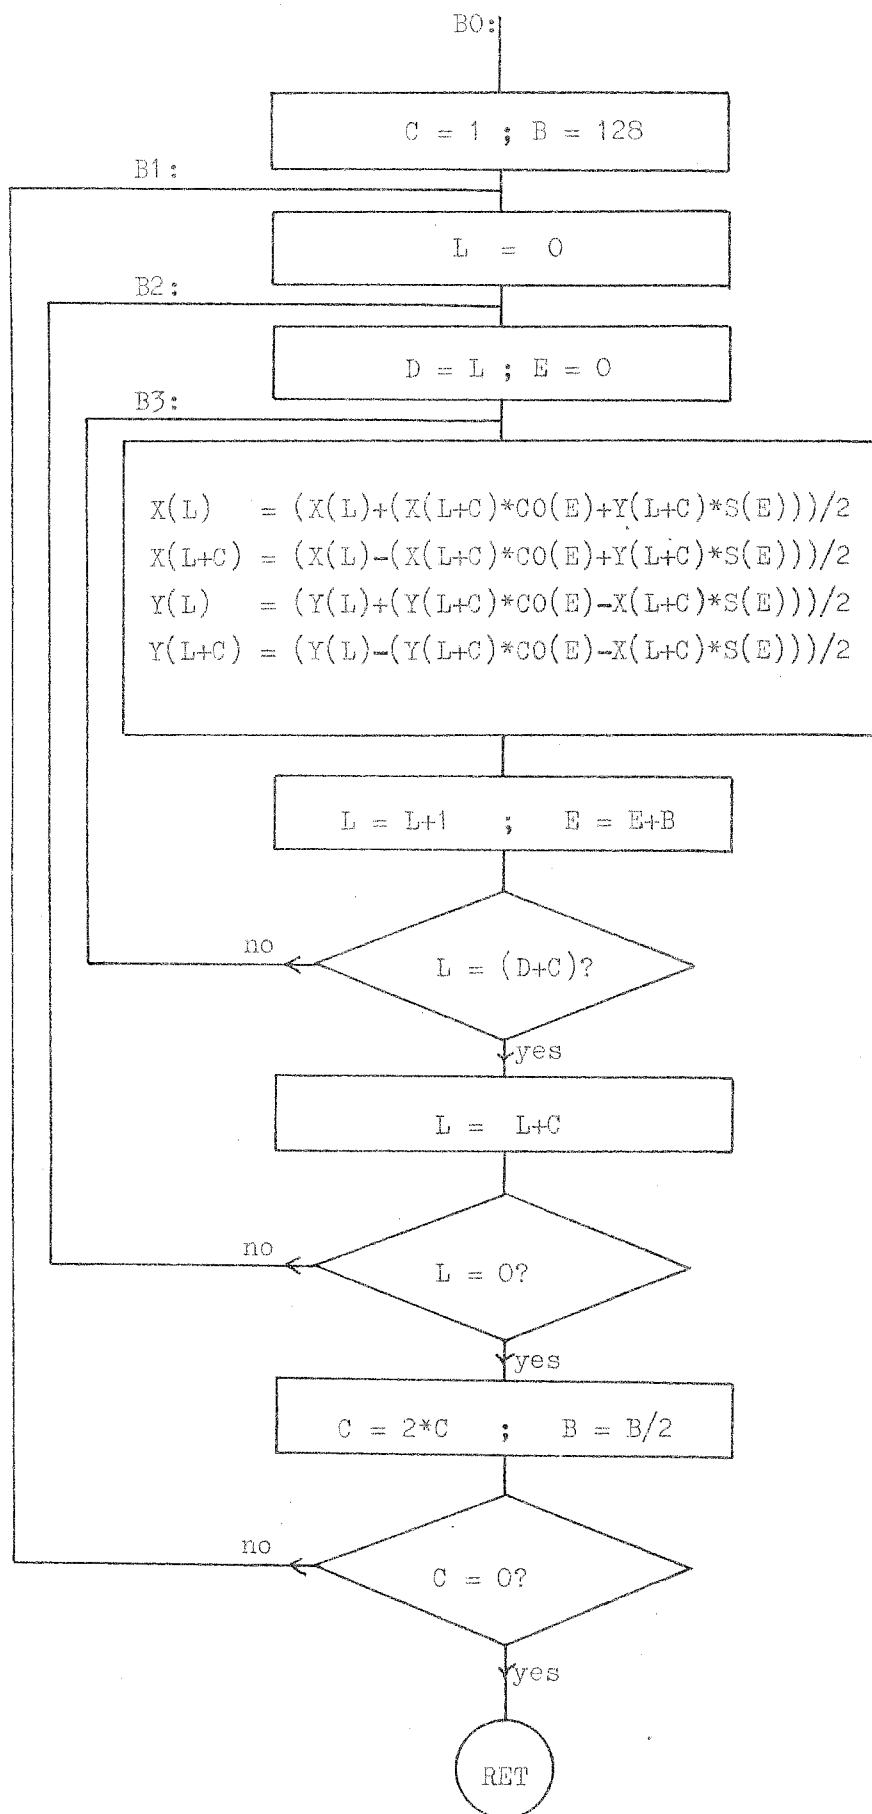 B0:
C = 1 ; B = 128
B1:
L = 0
B2:
D = L ; E = 0
B3:
X(L) = (X(L)+(X(L+C)*CO(E)+Y(L+C)*S(E)))/2
X(L+C) = (X(L)-(X(L+C)*CO(E)+Y(L+C)*S(E)))/2
Y(L) = (Y(L)+(Y(L+C)*CO(E)-X(L+C)*S(E)))/2
Y(L+C) = (Y(L)-(Y(L+C)*CO(E)-X(L+C)*S(E)))/2
L = L+1 ; E = E+B
no
L = (D+C)?
yes
L = L+C
no
L = 0?
yes
C = 2*C ; B = B/2
no
C = 0?
yes
RET